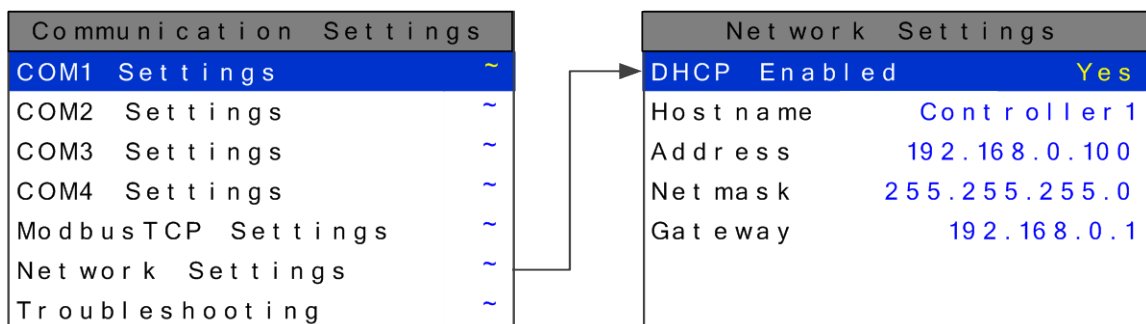 Communication Settings
COM1 Settings ~
COM2 Settings ~
COM3 Settings ~
COM4 Settings ~
ModbusTCP Settings ~
Network Settings ~
Troubleshooting ~
Network Settings
DHCP Enabled Yes
Hostname Controller1
Address 192.168.0.100
Netmask 255.255.255.0
Gateway 192.168.0.1